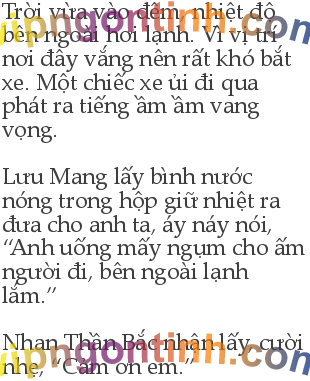 Trời vừa vào đêm, nhiệt độ
bên ngoài hơi lạnh. Vì vị trí
nơi đây vắng nên rất khó bắt
xe. Một chiếc xe ủi đi qua
phát ra tiếng ầm ầm vang
vọng.
Lưu Mang lấy bình nước
nóng trong hộp giữ nhiệt ra
đưa cho anh ta, áy náy nói,
“Anh uống mấy ngụm cho ấm
người đi, bên ngoài lạnh
lắm.”
Nhan Thần Bắc nhận lấy, cười
nhẹ, “Cảm ơn em.”
vipngontinh.com
vipngontinh.com